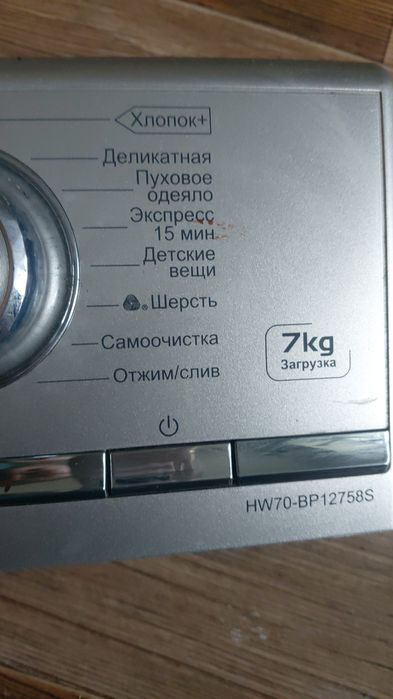 Хлопок+
Деликатная
Пуховое
одеяло
Экспресс
15 мин
Детские
вещи
Шерсть
Самоочистка
Отжим/слив
7kg
Загрузка
HW70-BP12758S